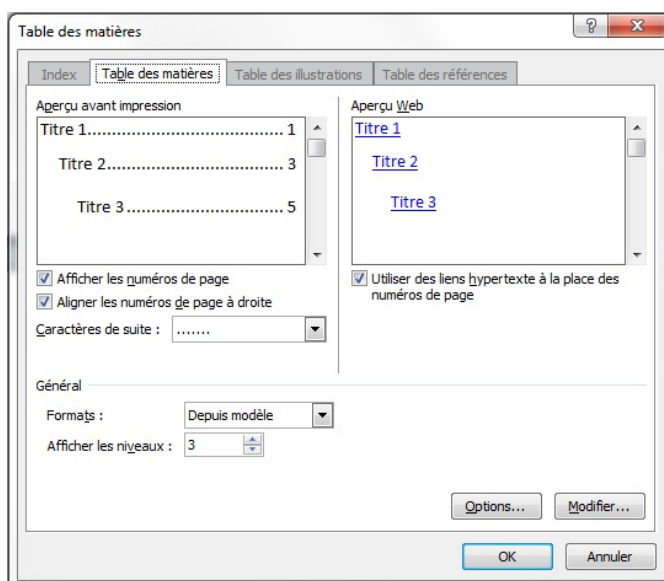 Table des matières
Index
Table des matières
Table des illustrations
Table des références
Aperçu avant impression
Titre 1................................................ 1
Titre 2........................................... 3
Titre 3...................................... 5
Afficher les numéros de page
Aligner les numéros de page à droite
Caractères de suite : .......
Aperçu Web
Titre 1
Titre 2
Titre 3
Utiliser des liens hypertexte à la place des
numéros de page
Général
Formats : Depuis modèle
Afficher les niveaux : 3
Options... Modifier...
OK Annuler